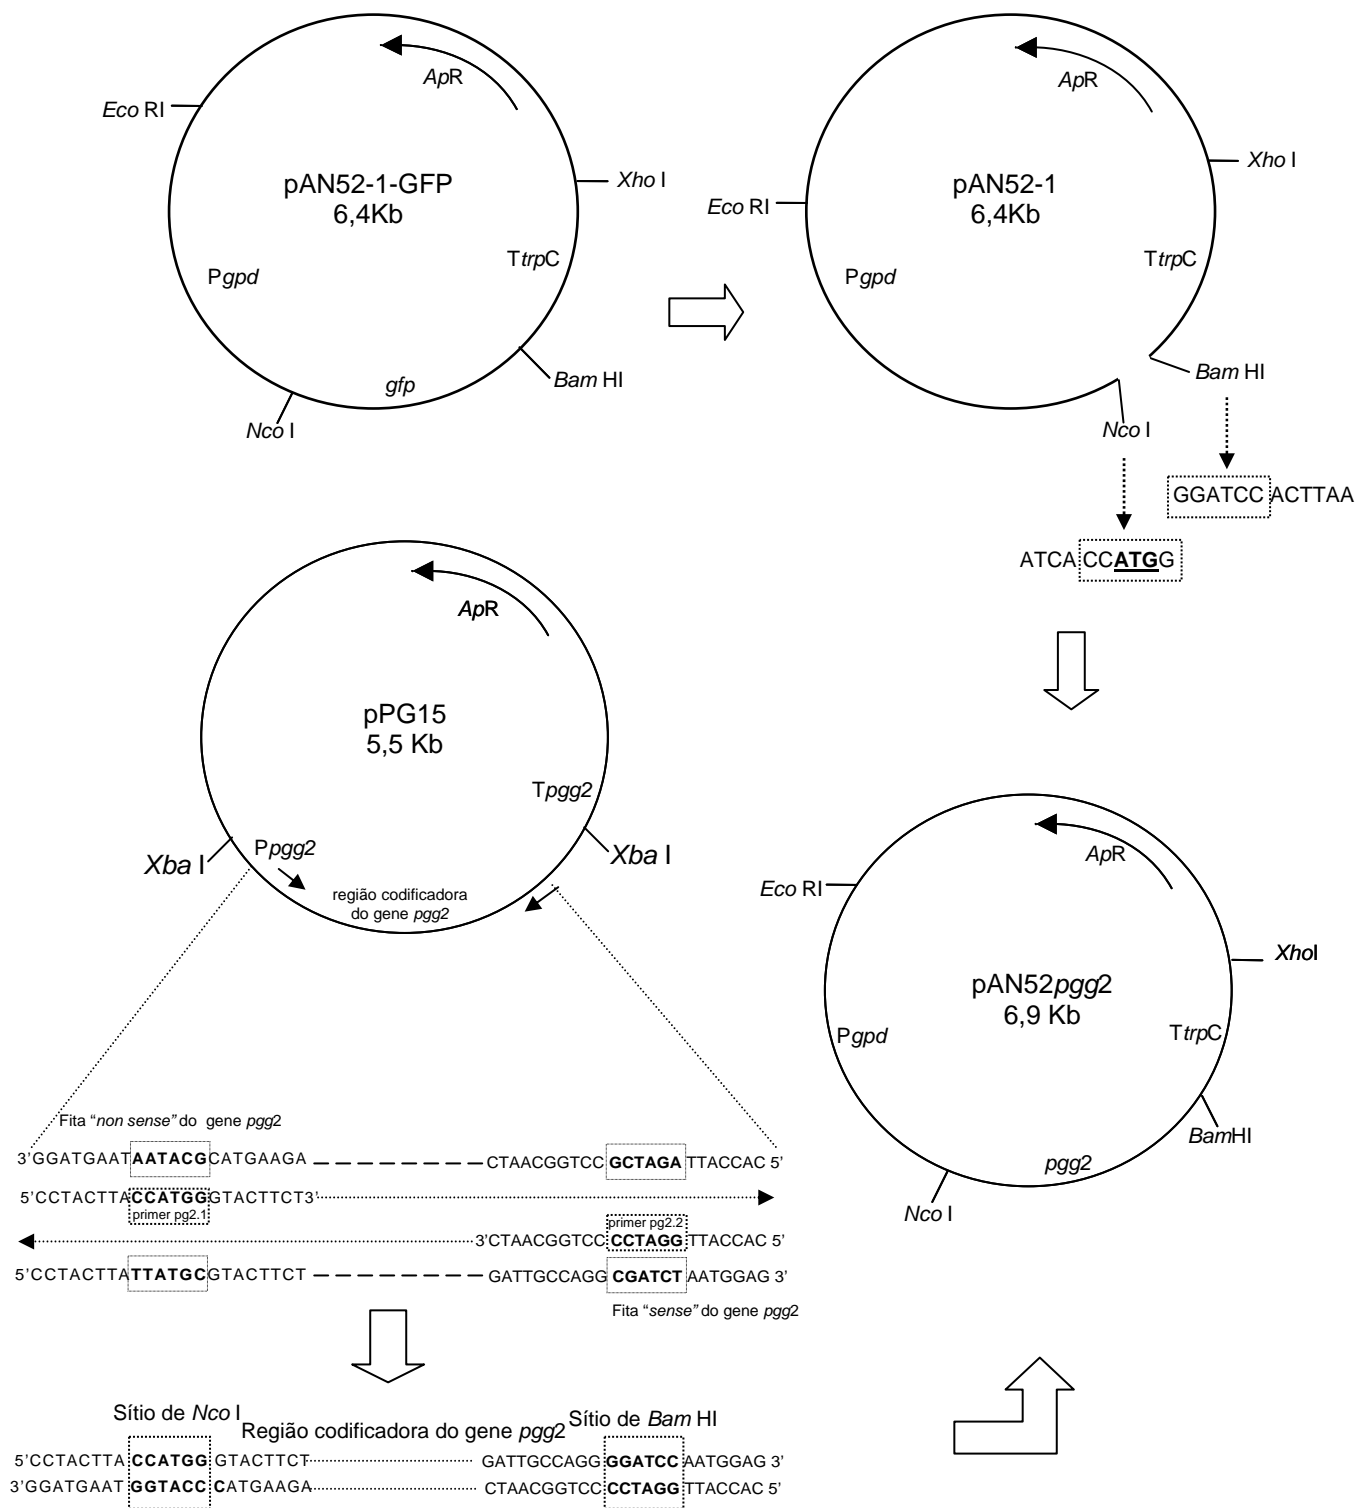 ApR
Eco RI
pAN52-1-GFP
6,4Kb
Xho I
Pgpd
TtrpC
gfp
Bam HI
Nco I
ApR
Xho I
pAN52-1
6,4Kb
Eco RI
TtrpC
Pgpd
Bam HI
Nco I
GGATCC ACTTAA
ATCA CCATGG
ApR
pPG15
5,5 Kb
Tpgg2
Xba I
Ppgg2
Xba I
região codificadora
do gene pgg2
ApR
Eco RI
XhoI
pAN52pgg2
6,9 Kb
Pgpd
TtrpC
BamHI
pgg2
Nco I
Fita “non sense” do gene pgg2
3’GGATGAAT AATACG CATGAAGA CTAACGGTCC GCTAGA TTACCAC 5’
5’CCTACTTA CCATGG GTACTTCT3’
primer pg2.1
primer pg2.2
3’CTAACGGTCC CCTAGG TTACCAC 5’
5’CCTACTTA TTATGC GTACTTCT GATTGCCAGG CGATCT AATGGAG 3’
Fita “sense” do gene pgg2
Sítio de Nco I
Região codificadora do gene pgg2
Sítio de Bam HI
5’CCTACTTA CCATGG GTACTTCT GATTGCCAGG GGATCC AATGGAG 3’
3’GGATGAAT GGTACC CATGAAGA CTAACGGTCC CCTAGG TTACCAC 5’